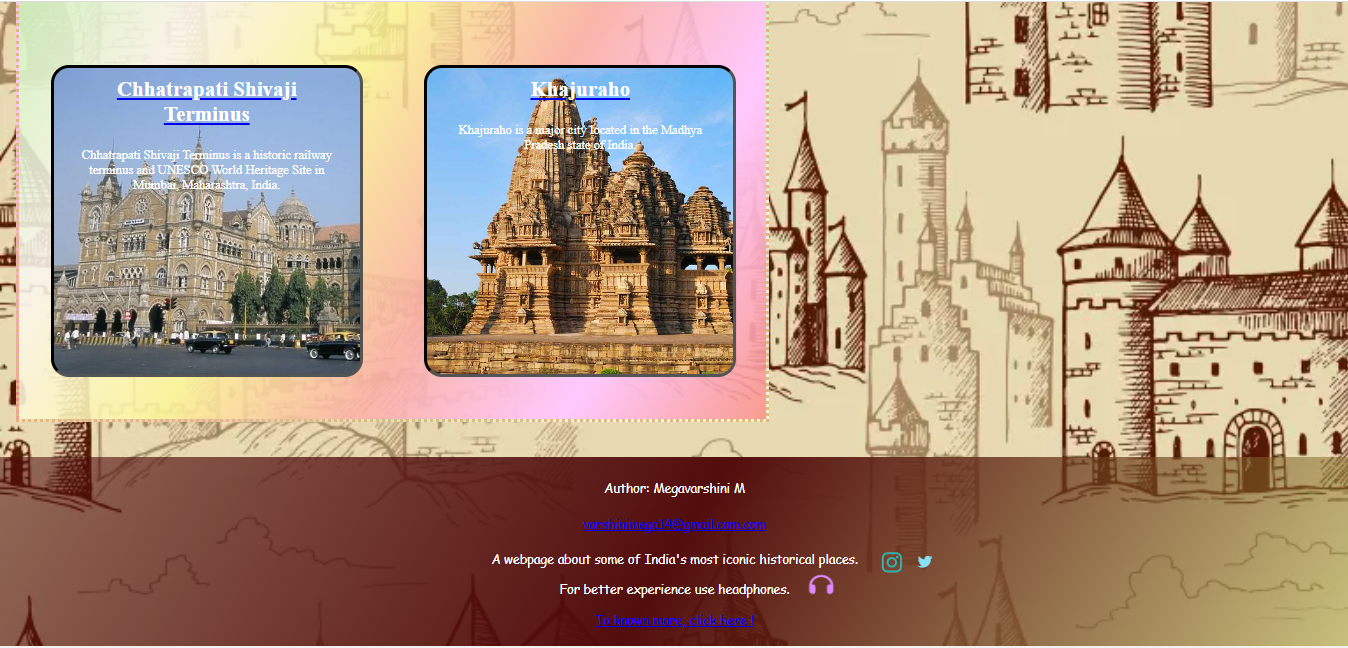 Chhatrapati Shivaji
Terminus
Chhatrapati Shivaji Terminus is a historic railway
terminus and UNESCO World Heritage Site in
Mumbai, Maharashtra, India.
Khajuraho
Khajuraho is a major city located in the Madhya
Pradesh state of India.
Author: Megavarshini M
varshinimega14@gmail.com.com
A webpage about some of India's most iconic historical places.
For better experience use headphones.
To known more, click here !